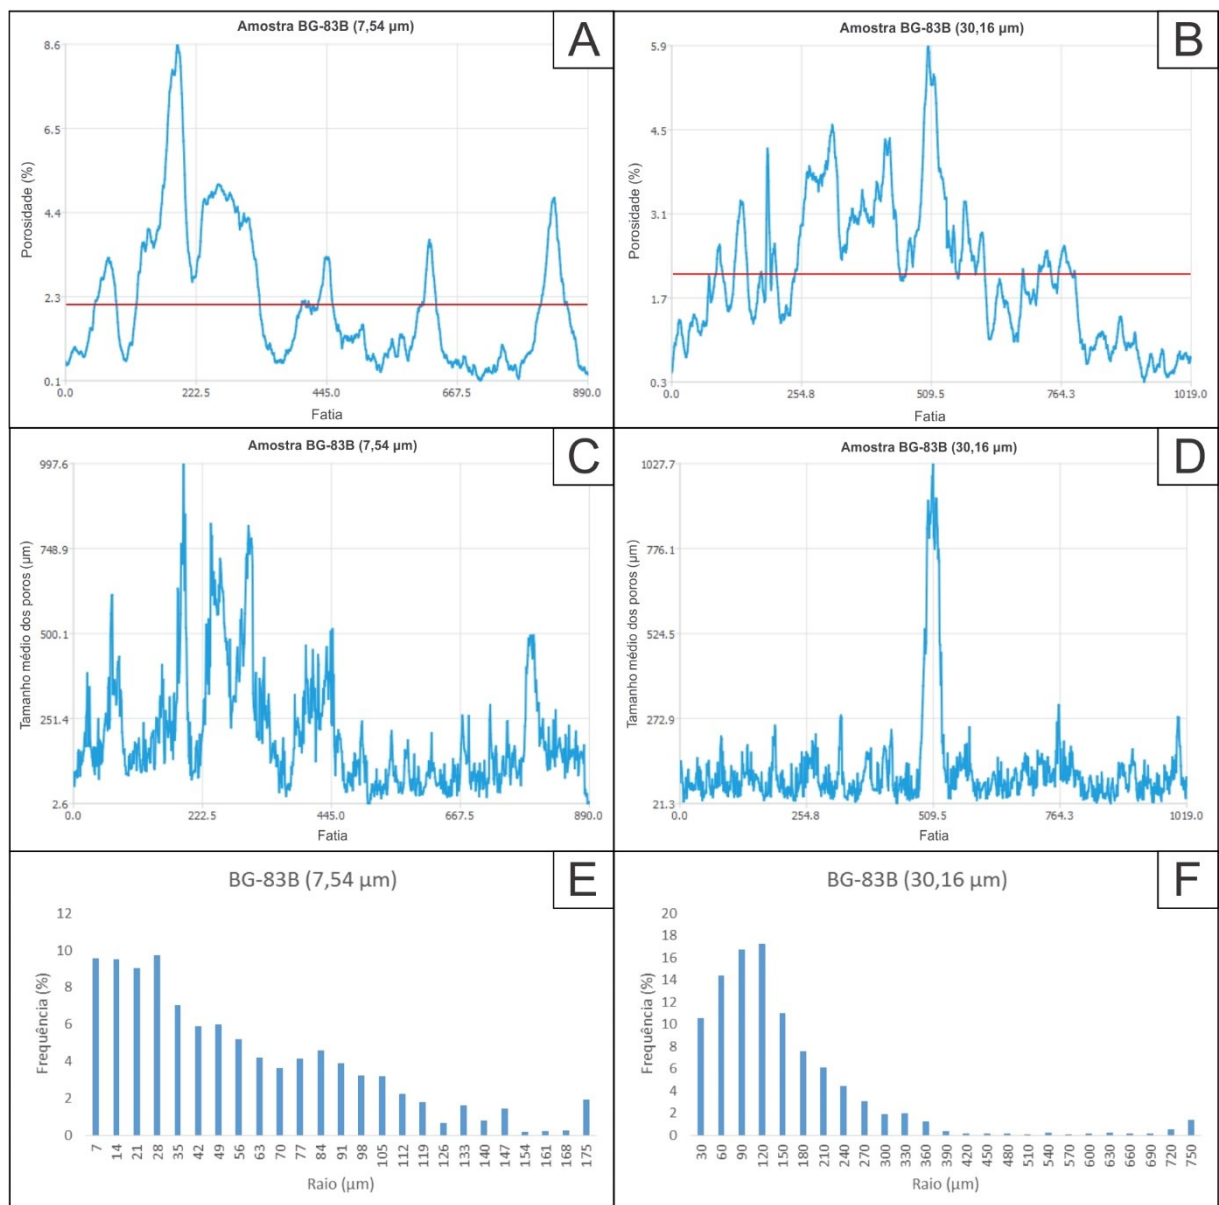 Amostra BG-83B (7,54 µm)
A
8.6
6.5
4.4
2.3
0.1
Porosidade (%)
0.0 222.5 445.0 667.5 890.0
Fatia
Amostra BG-83B (30,16 µm)
B
5.9
4.5
3.1
1.7
0.3
Porosidade (%)
0.0 254.8 509.5 764.3 1019.0
Fatia
Amostra BG-83B (7,54 µm)
C
997.6
748.9
500.1
251.4
2.6
Tamanho médio dos poros (µm)
0.0 222.5 445.0 667.5 890.0
Fatia
Amostra BG-83B (30,16 µm)
D
1027.7
776.1
524.5
272.9
21.3
Tamanho médio dos poros (µm)
0.0 254.8 509.5 764.3 1019.0
Fatia
BG-83B (7,54 µm)
E
12
10
8
6
4
2
0
Frequência (%)
7 14 21 28 35 42 49 56 63 70 77 84 91 98 105 112 119 126 133 140 147 154 161 168 175
Raio (µm)
BG-83B (30,16 µm)
F
20
18
16
14
12
10
8
6
4
2
0
Frequência (%)
30 60 90 120 150 180 210 240 270 300 330 360 390 420 450 480 510 540 570 600 630 660 690 720 750
Raio (µm)